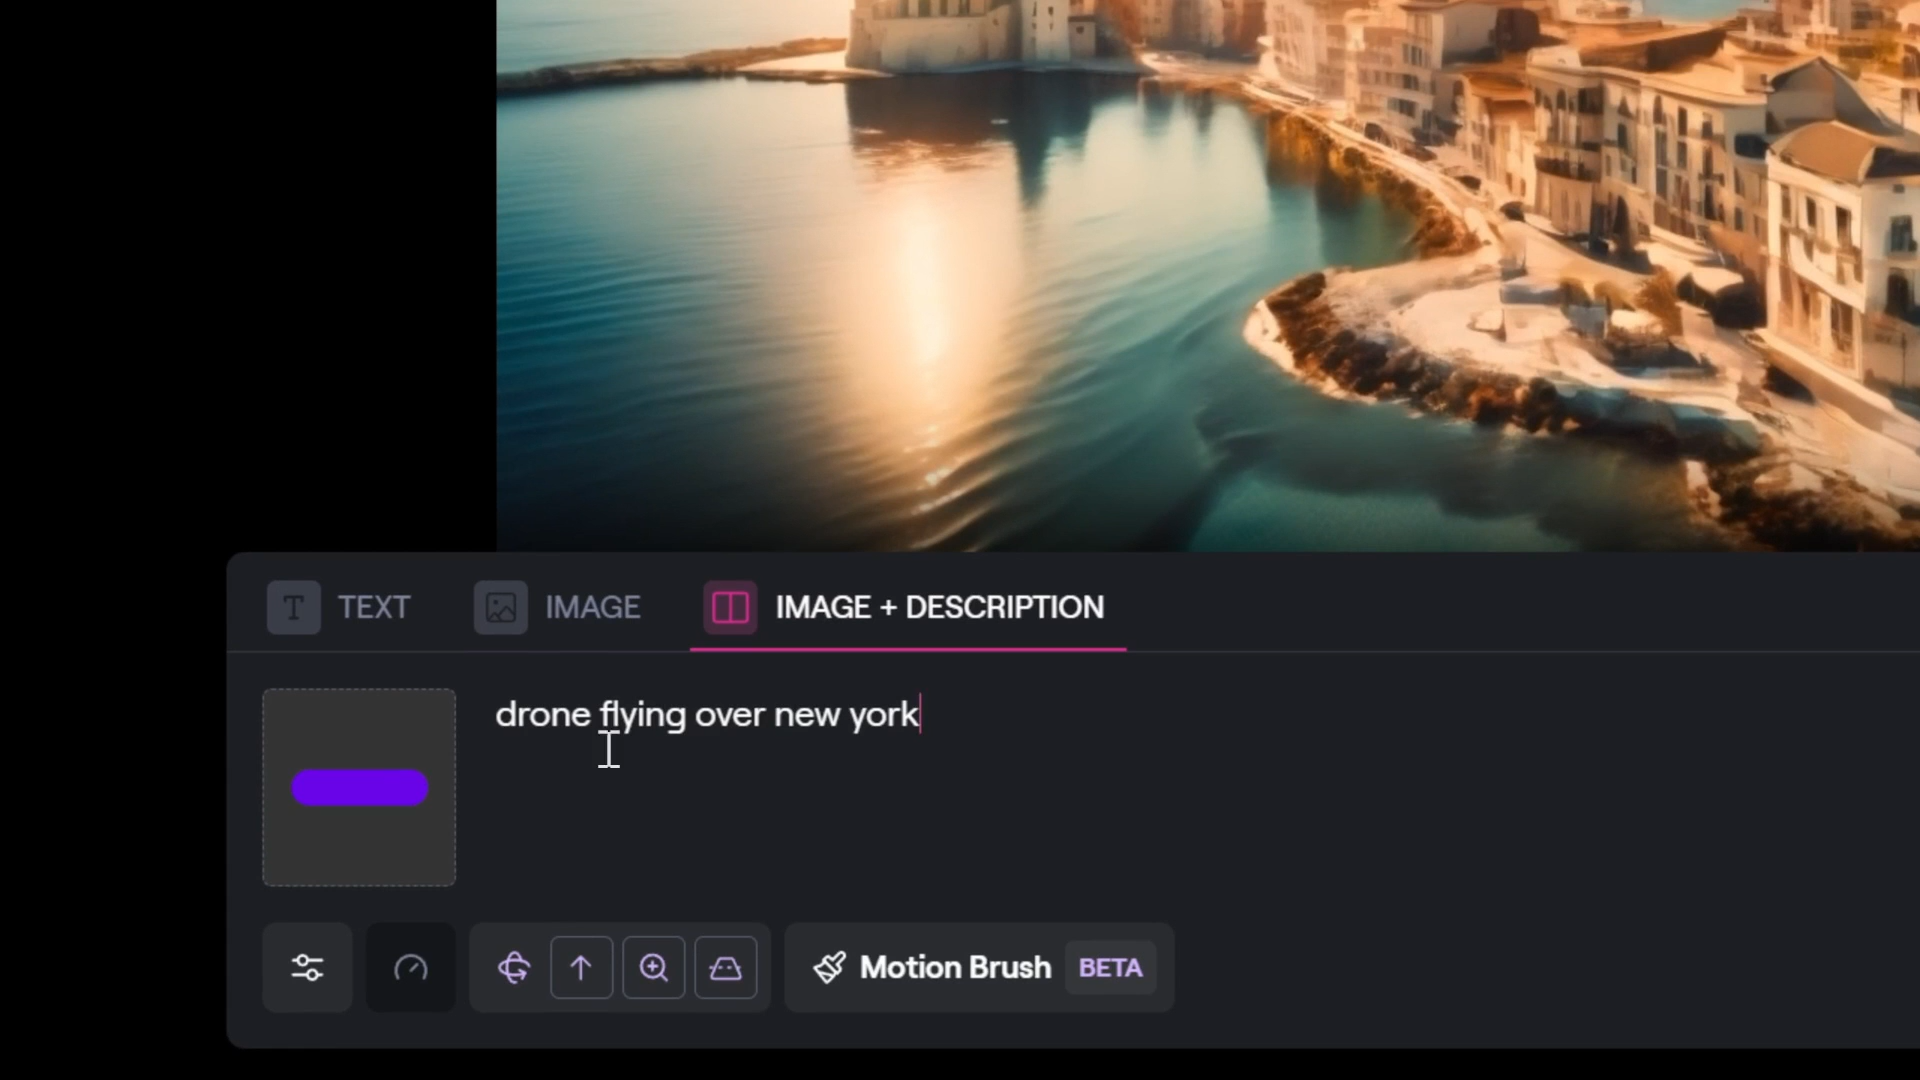 TEXT IMAGE IMAGE + DESCRIPTION
drone flying over new york
Motion Brush BETA